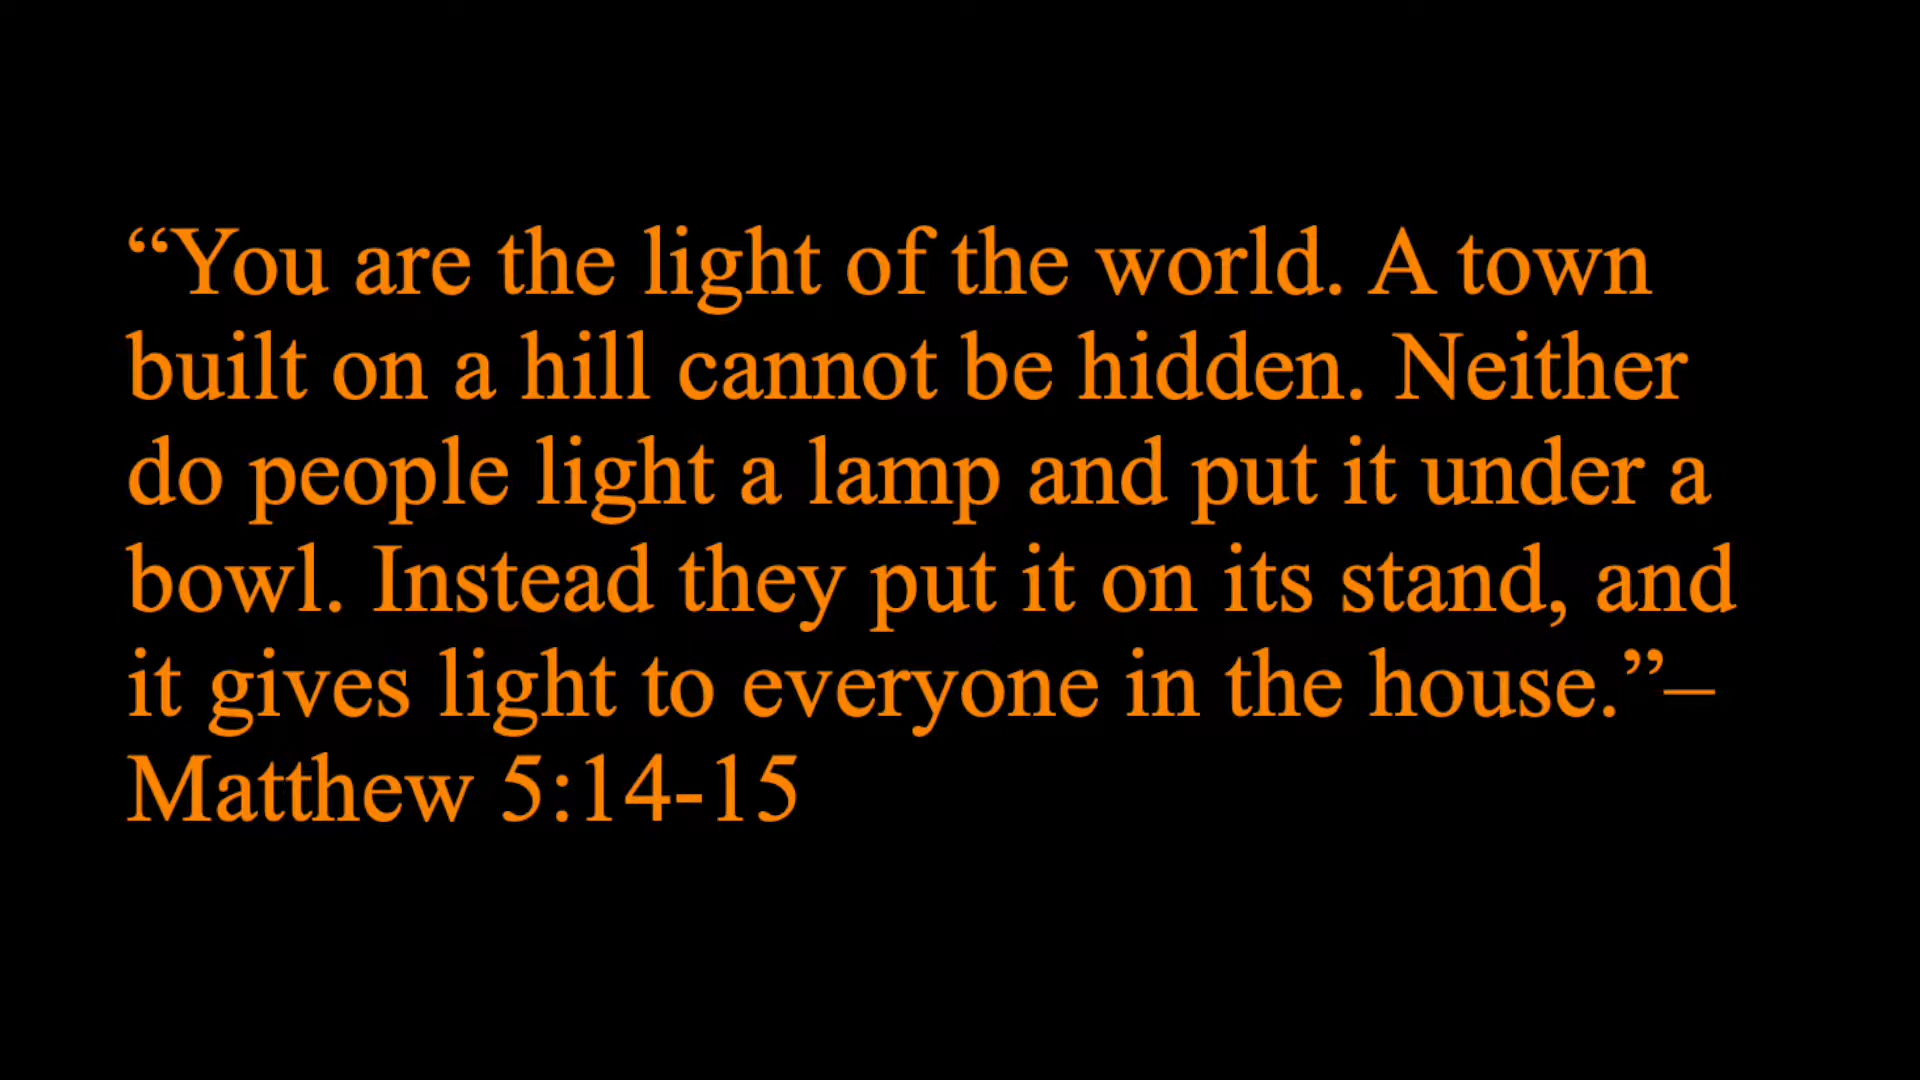 “You are the light of the world. A town
built on a hill cannot be hidden. Neither
do people light a lamp and put it under a
bowl. Instead they put it on its stand, and
it gives light to everyone in the house.”–
Matthew 5:14-15